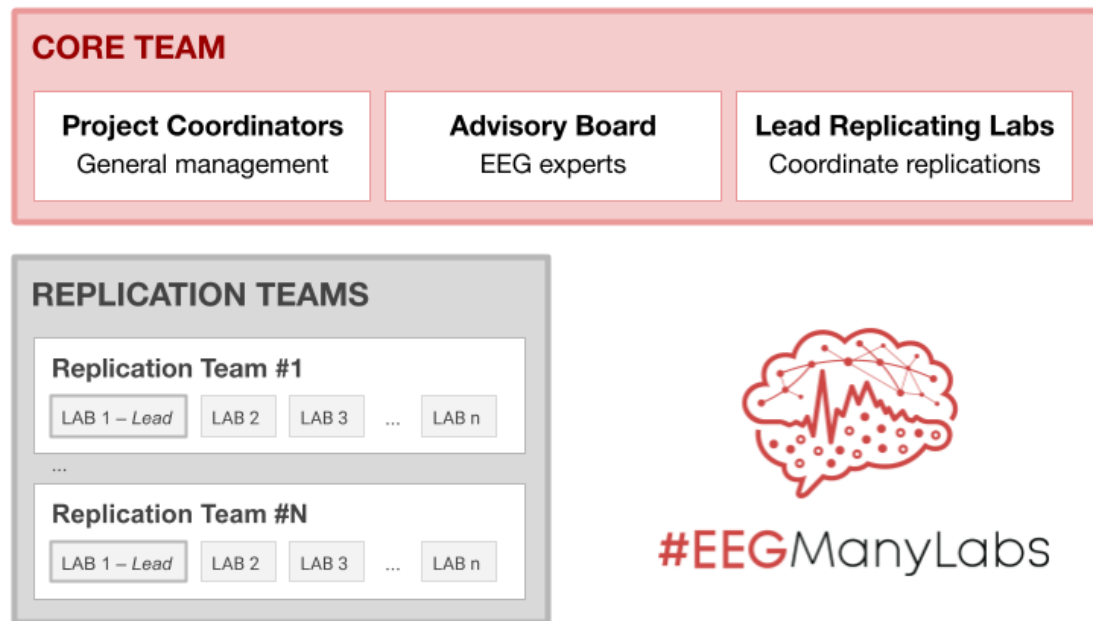 CORE TEAM
Project Coordinators
General management
Advisory Board
EEG experts
Lead Replicating Labs
Coordinate replications
REPLICATION TEAMS
Replication Team #1
LAB 1 – Lead LAB 2 LAB 3 ... LAB n
...
Replication Team #N
LAB 1 – Lead LAB 2 LAB 3 ... LAB n
#EEGManyLabs